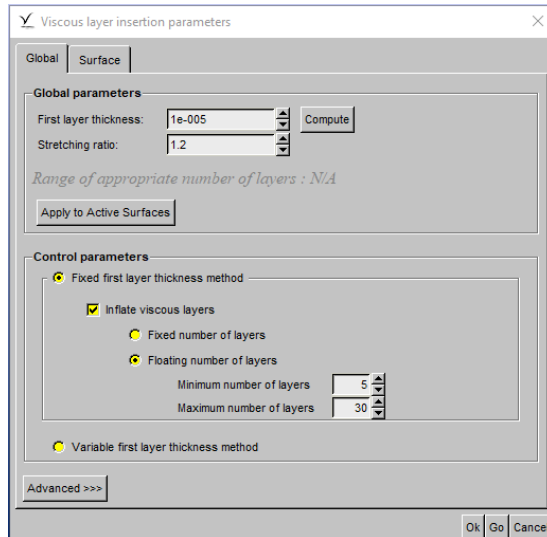 Viscous layer insertion parameters
Global
Surface
Global parameters
First layer thickness: 1e-005 Compute
Stretching ratio: 1.2
Range of appropriate number of layers : N/A
Apply to Active Surfaces
Control parameters
Fixed first layer thickness method
Inflate viscous layers
Fixed number of layers
Floating number of layers
Minimum number of layers 5
Maximum number of layers 30
Variable first layer thickness method
Advanced >>>
Ok Go Cance